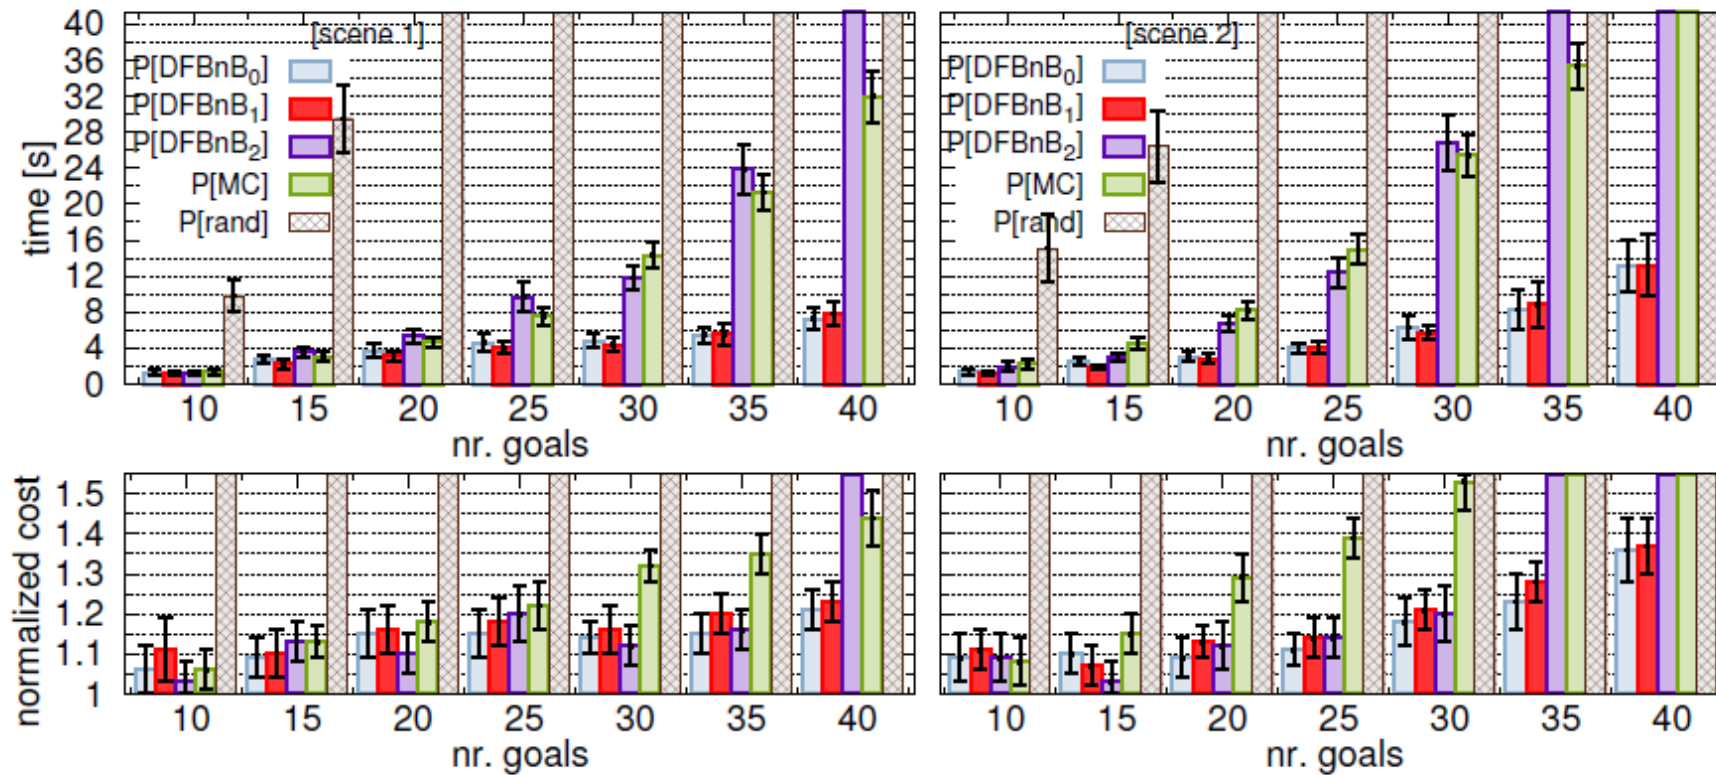 40
36
32
28
24
20
16
12
8
4
0
time [s]
[scene 1]
P[DFBnB0]
P[DFBnB1]
P[DFBnB2]
P[MC]
P[rand]
10 15 20 25 30 35 40
nr. goals
[scene 2]
P[DFBnB0]
P[DFBnB1]
P[DFBnB2]
P[MC]
P[rand]
10 15 20 25 30 35 40
nr. goals
1.5
1.4
1.3
1.2
1.1
1
normalized cost
10 15 20 25 30 35 40
nr. goals
10 15 20 25 30 35 40
nr. goals